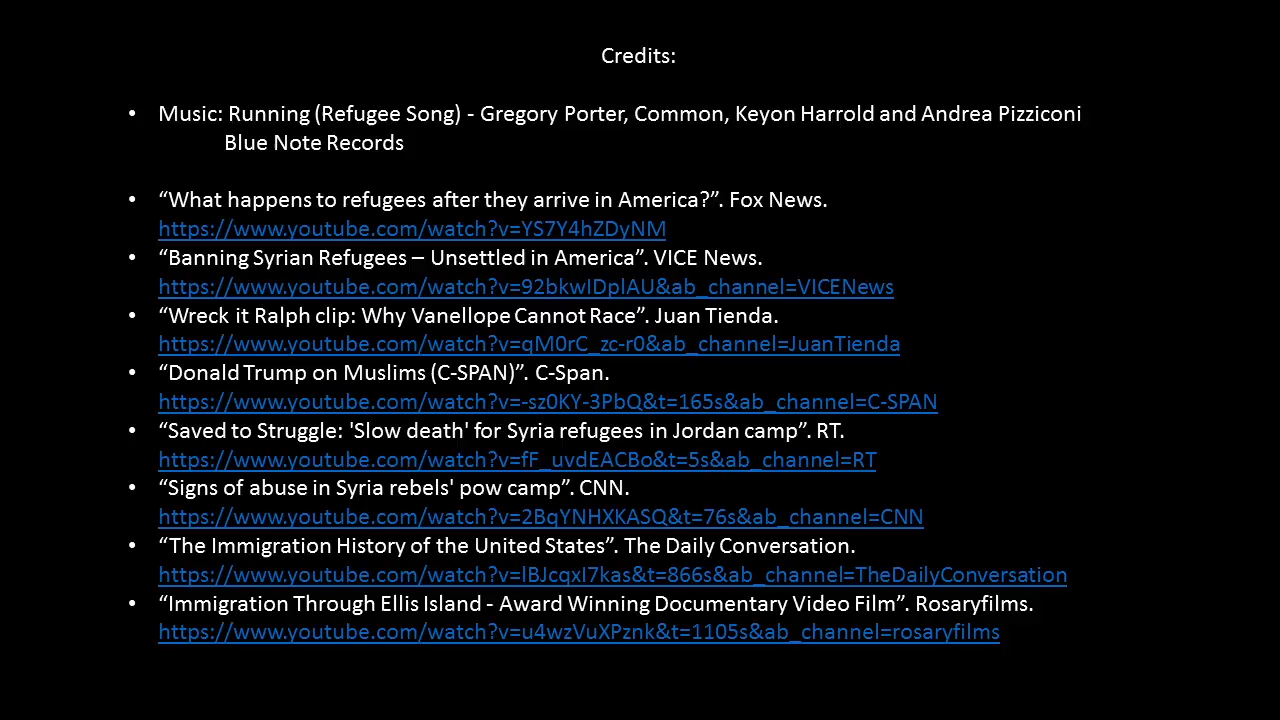 Credits:
• Music: Running (Refugee Song) - Gregory Porter, Common, Keyon Harrold and Andrea Pizziconi
Blue Note Records
• “What happens to refugees after they arrive in America?”. Fox News.
https://www.youtube.com/watch?v=YS7Y4hZDyNM
• “Banning Syrian Refugees – Unsettled in America”. VICE News.
https://www.youtube.com/watch?v=92bkwIDplAU&ab_channel=VICENews
• “Wreck it Ralph clip: Why Vanellope Cannot Race”. Juan Tienda.
https://www.youtube.com/watch?v=qM0rC_zc-r0&ab_channel=JuanTienda
• “Donald Trump on Muslims (C-SPAN)”. C-Span.
https://www.youtube.com/watch?v=-sz0KY-3PbQ&t=165s&ab_channel=C-SPAN
• “Saved to Struggle: 'Slow death' for Syria refugees in Jordan camp”. RT.
https://www.youtube.com/watch?v=fF_uvdEACBo&t=5s&ab_channel=RT
• “Signs of abuse in Syria rebels' pow camp”. CNN.
https://www.youtube.com/watch?v=2BqYNHXKASQ&t=76s&ab_channel=CNN
• “The Immigration History of the United States”. The Daily Conversation.
https://www.youtube.com/watch?v=lBJcqxI7kas&t=866s&ab_channel=TheDailyConversation
• “Immigration Through Ellis Island - Award Winning Documentary Video Film”. Rosaryfilms.
https://www.youtube.com/watch?v=u4wzVuXPznk&t=1105s&ab_channel=rosaryfilms